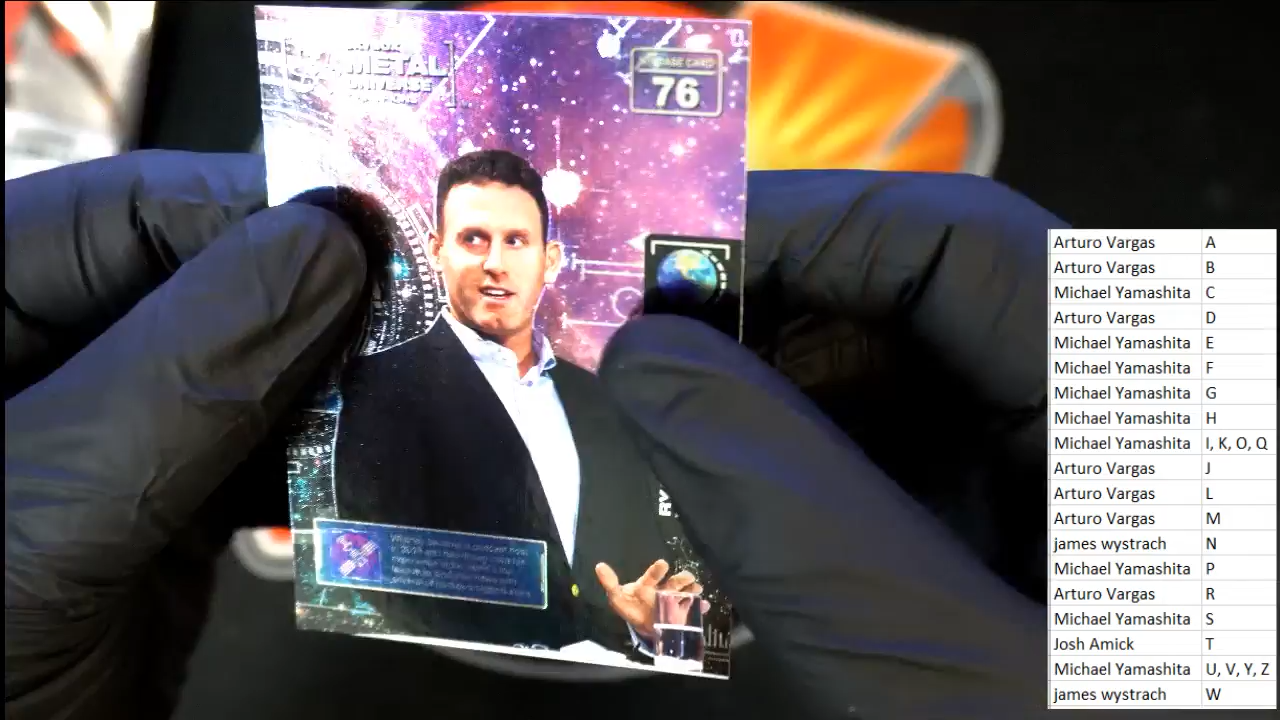 METAL
UNIVERSE
BASE CARD
76
RY
Arturo Vargas A
Arturo Vargas B
Michael Yamashita C
Arturo Vargas D
Michael Yamashita E
Michael Yamashita F
Michael Yamashita G
Michael Yamashita H
Michael Yamashita I, K, O, Q
Arturo Vargas J
Arturo Vargas L
Arturo Vargas M
james wystrach N
Michael Yamashita P
Arturo Vargas R
Michael Yamashita S
Josh Amick T
Michael Yamashita U, V, Y, Z
james wystrach W